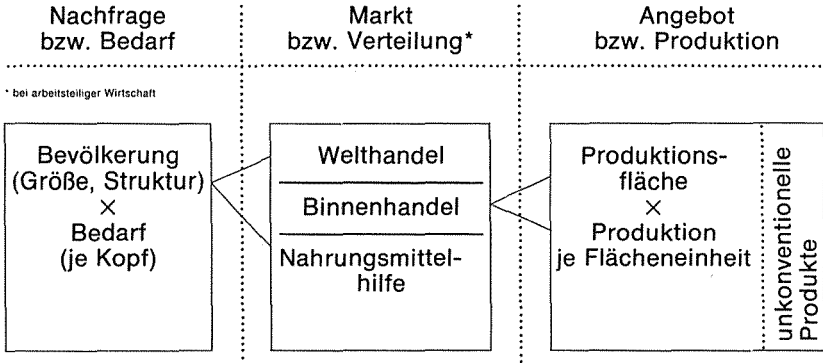 Nachfrage
bzw. Bedarf
Markt
bzw. Verteilung*
Angebot
bzw. Produktion
* bei arbeitsteiliger Wirtschaft
Bevölkerung
(Größe, Struktur)
×
Bedarf
(je Kopf)
Welthandel
Binnenhandel
Nahrungsmittel-
hilfe
Produktions-
fläche
×
Produktion
je Flächeneinheit
unkonventionelle
Produkte